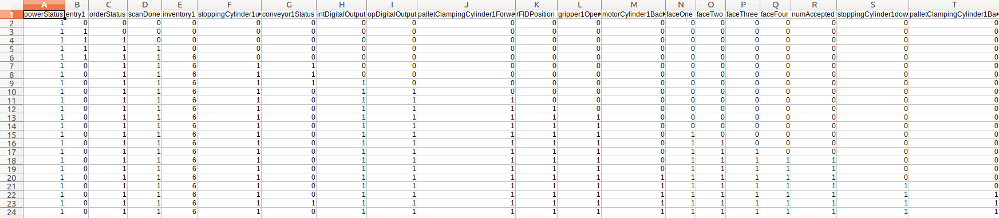 A B C D E F G H I J K L M N O P Q R S T
1 powerStatus entry1 orderStatus scanDone inventory1 stoppingCylinder1u conveyor1Status intDigitalOutput opDigitalOutput palletClampingCylinder1Forwa rFIDPosition gripper1Ope motorCylinder1Back faceOne faceTwo faceThree faceFour numAccepted stoppingCylinder1dow palletClampingCylinder1Ba
2 1 0 0 0 0 0 0 0 0 0 0 0 0 0 0 0 0 0 0 0
3 1 1 0 0 0 0 0 0 0 0 0 0 0 0 0 0 0 0 0 0
4 1 1 1 0 0 0 0 0 0 0 0 0 0 0 0 0 0 0 0 0
5 1 1 1 1 0 0 0 0 0 0 0 0 0 0 0 0 0 0 0 0
6 1 1 1 1 6 0 0 0 0 0 0 0 0 0 0 0 0 0 0 0
7 1 0 1 1 6 1 1 0 0 0 0 0 0 0 0 0 0 0 0 0
8 1 0 1 1 6 1 1 0 0 0 0 0 0 0 0 0 0 0 0 0
9 1 0 1 1 6 1 1 1 0 0 0 0 0 0 0 0 0 0 0 0
10 1 0 1 1 6 1 0 1 1 0 0 0 0 0 0 0 0 0 0 0
11 1 0 1 1 6 1 0 1 1 1 0 0 0 0 0 0 0 0 0 0
12 1 0 1 1 6 1 0 1 1 1 1 0 0 0 0 0 0 0 0 0
13 1 0 1 1 6 1 0 1 1 1 1 1 0 0 0 0 0 0 0 0
14 1 0 1 1 6 1 0 1 1 1 1 1 0 0 0 0 0 0 0 0
15 1 0 1 1 6 1 0 1 1 1 1 1 0 1 0 0 0 0 0 0
16 1 0 1 1 6 1 0 1 1 1 1 1 0 1 1 0 0 0 0 0
17 1 0 1 1 6 1 0 1 1 1 1 1 0 1 1 1 0 0 0 0
18 1 0 1 1 6 1 0 1 1 1 1 1 0 1 1 1 1 1 0 0
19 1 0 1 1 6 1 0 1 1 1 1 1 0 1 1 1 1 1 0 0
20 1 0 1 1 6 1 0 1 1 1 1 1 1 1 1 1 1 1 0 0
21 1 0 1 1 6 1 0 1 1 1 1 1 1 1 1 1 1 1 1 0
22 1 0 1 1 6 1 0 1 1 1 1 1 1 1 1 1 1 1 1 1
23 1 0 1 1 6 1 1 1 1 1 1 1 1 1 1 1 1 1 1 1
24 1 0 1 1 6 1 0 1 1 1 1 1 1 1 1 1 1 1 1 1